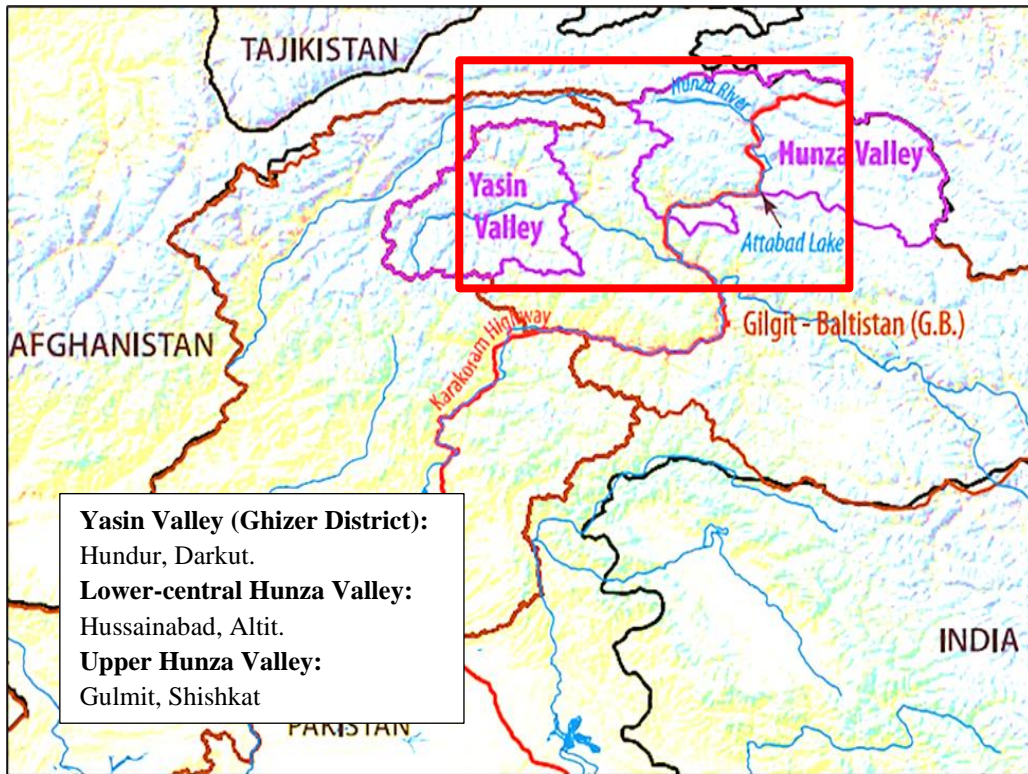 TAJIKISTAN
Hunza River
Hunza Valley
Yasin
Valley
Attabad Lake
Gilgit - Baltistan (G.B.)
AFGHANISTAN
Karakoram Highway
Yasin Valley (Ghizer District):
Hundur, Darkut.
Lower-central Hunza Valley:
Hussainabad, Altit.
Upper Hunza Valley:
Gulmit, Shishkat
INDIA
PAKISTAN